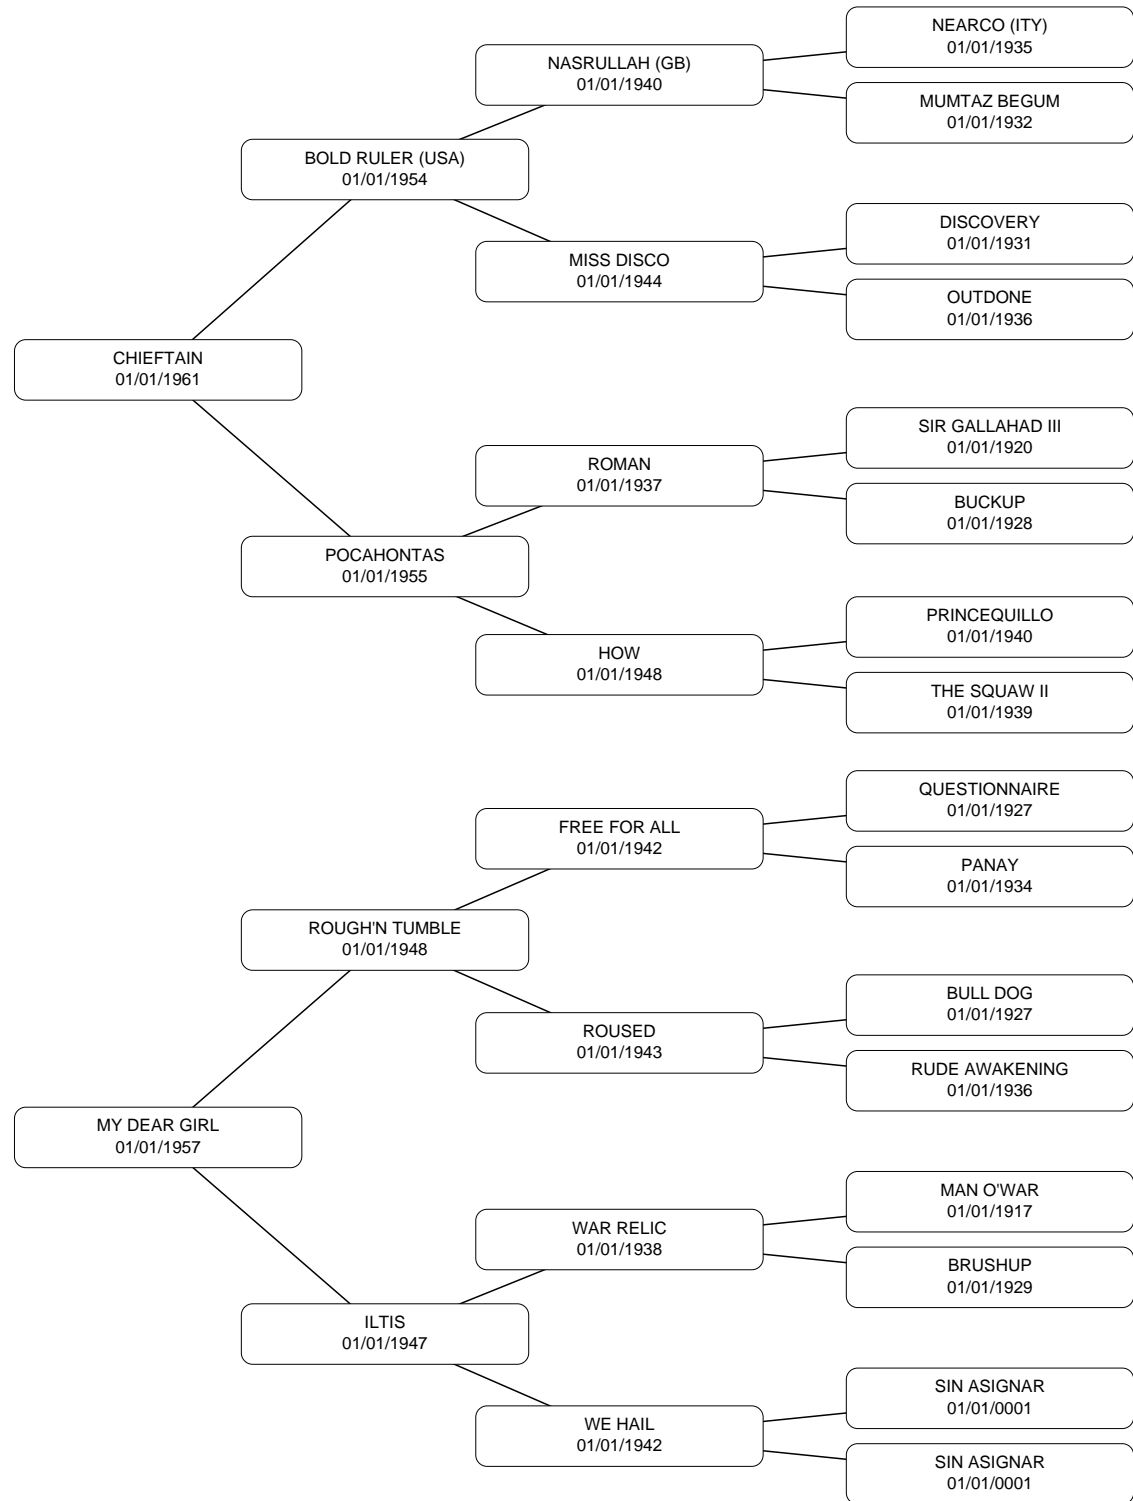 NEARCO (ITY)
01/01/1935
NASRULLAH (GB)
01/01/1940
MUMTAZ BEGUM
01/01/1932
BOLD RULER (USA)
01/01/1954
DISCOVERY
01/01/1931
MISS DISCO
01/01/1944
OUTDONE
01/01/1936
CHIEFTAIN
01/01/1961
SIR GALLAHAD III
01/01/1920
ROMAN
01/01/1937
BUCKUP
01/01/1928
POCAHONTAS
01/01/1955
PRINCEQUILLO
01/01/1940
HOW
01/01/1948
THE SQUAW II
01/01/1939
QUESTIONNAIRE
01/01/1927
FREE FOR ALL
01/01/1942
PANAY
01/01/1934
ROUGH'N TUMBLE
01/01/1948
BULL DOG
01/01/1927
ROUSED
01/01/1943
RUDE AWAKENING
01/01/1936
MY DEAR GIRL
01/01/1957
MAN O'WAR
01/01/1917
WAR RELIC
01/01/1938
BRUSHUP
01/01/1929
ILTIS
01/01/1947
SIN ASIGNAR
01/01/0001
WE HAIL
01/01/1942
SIN ASIGNAR
01/01/0001